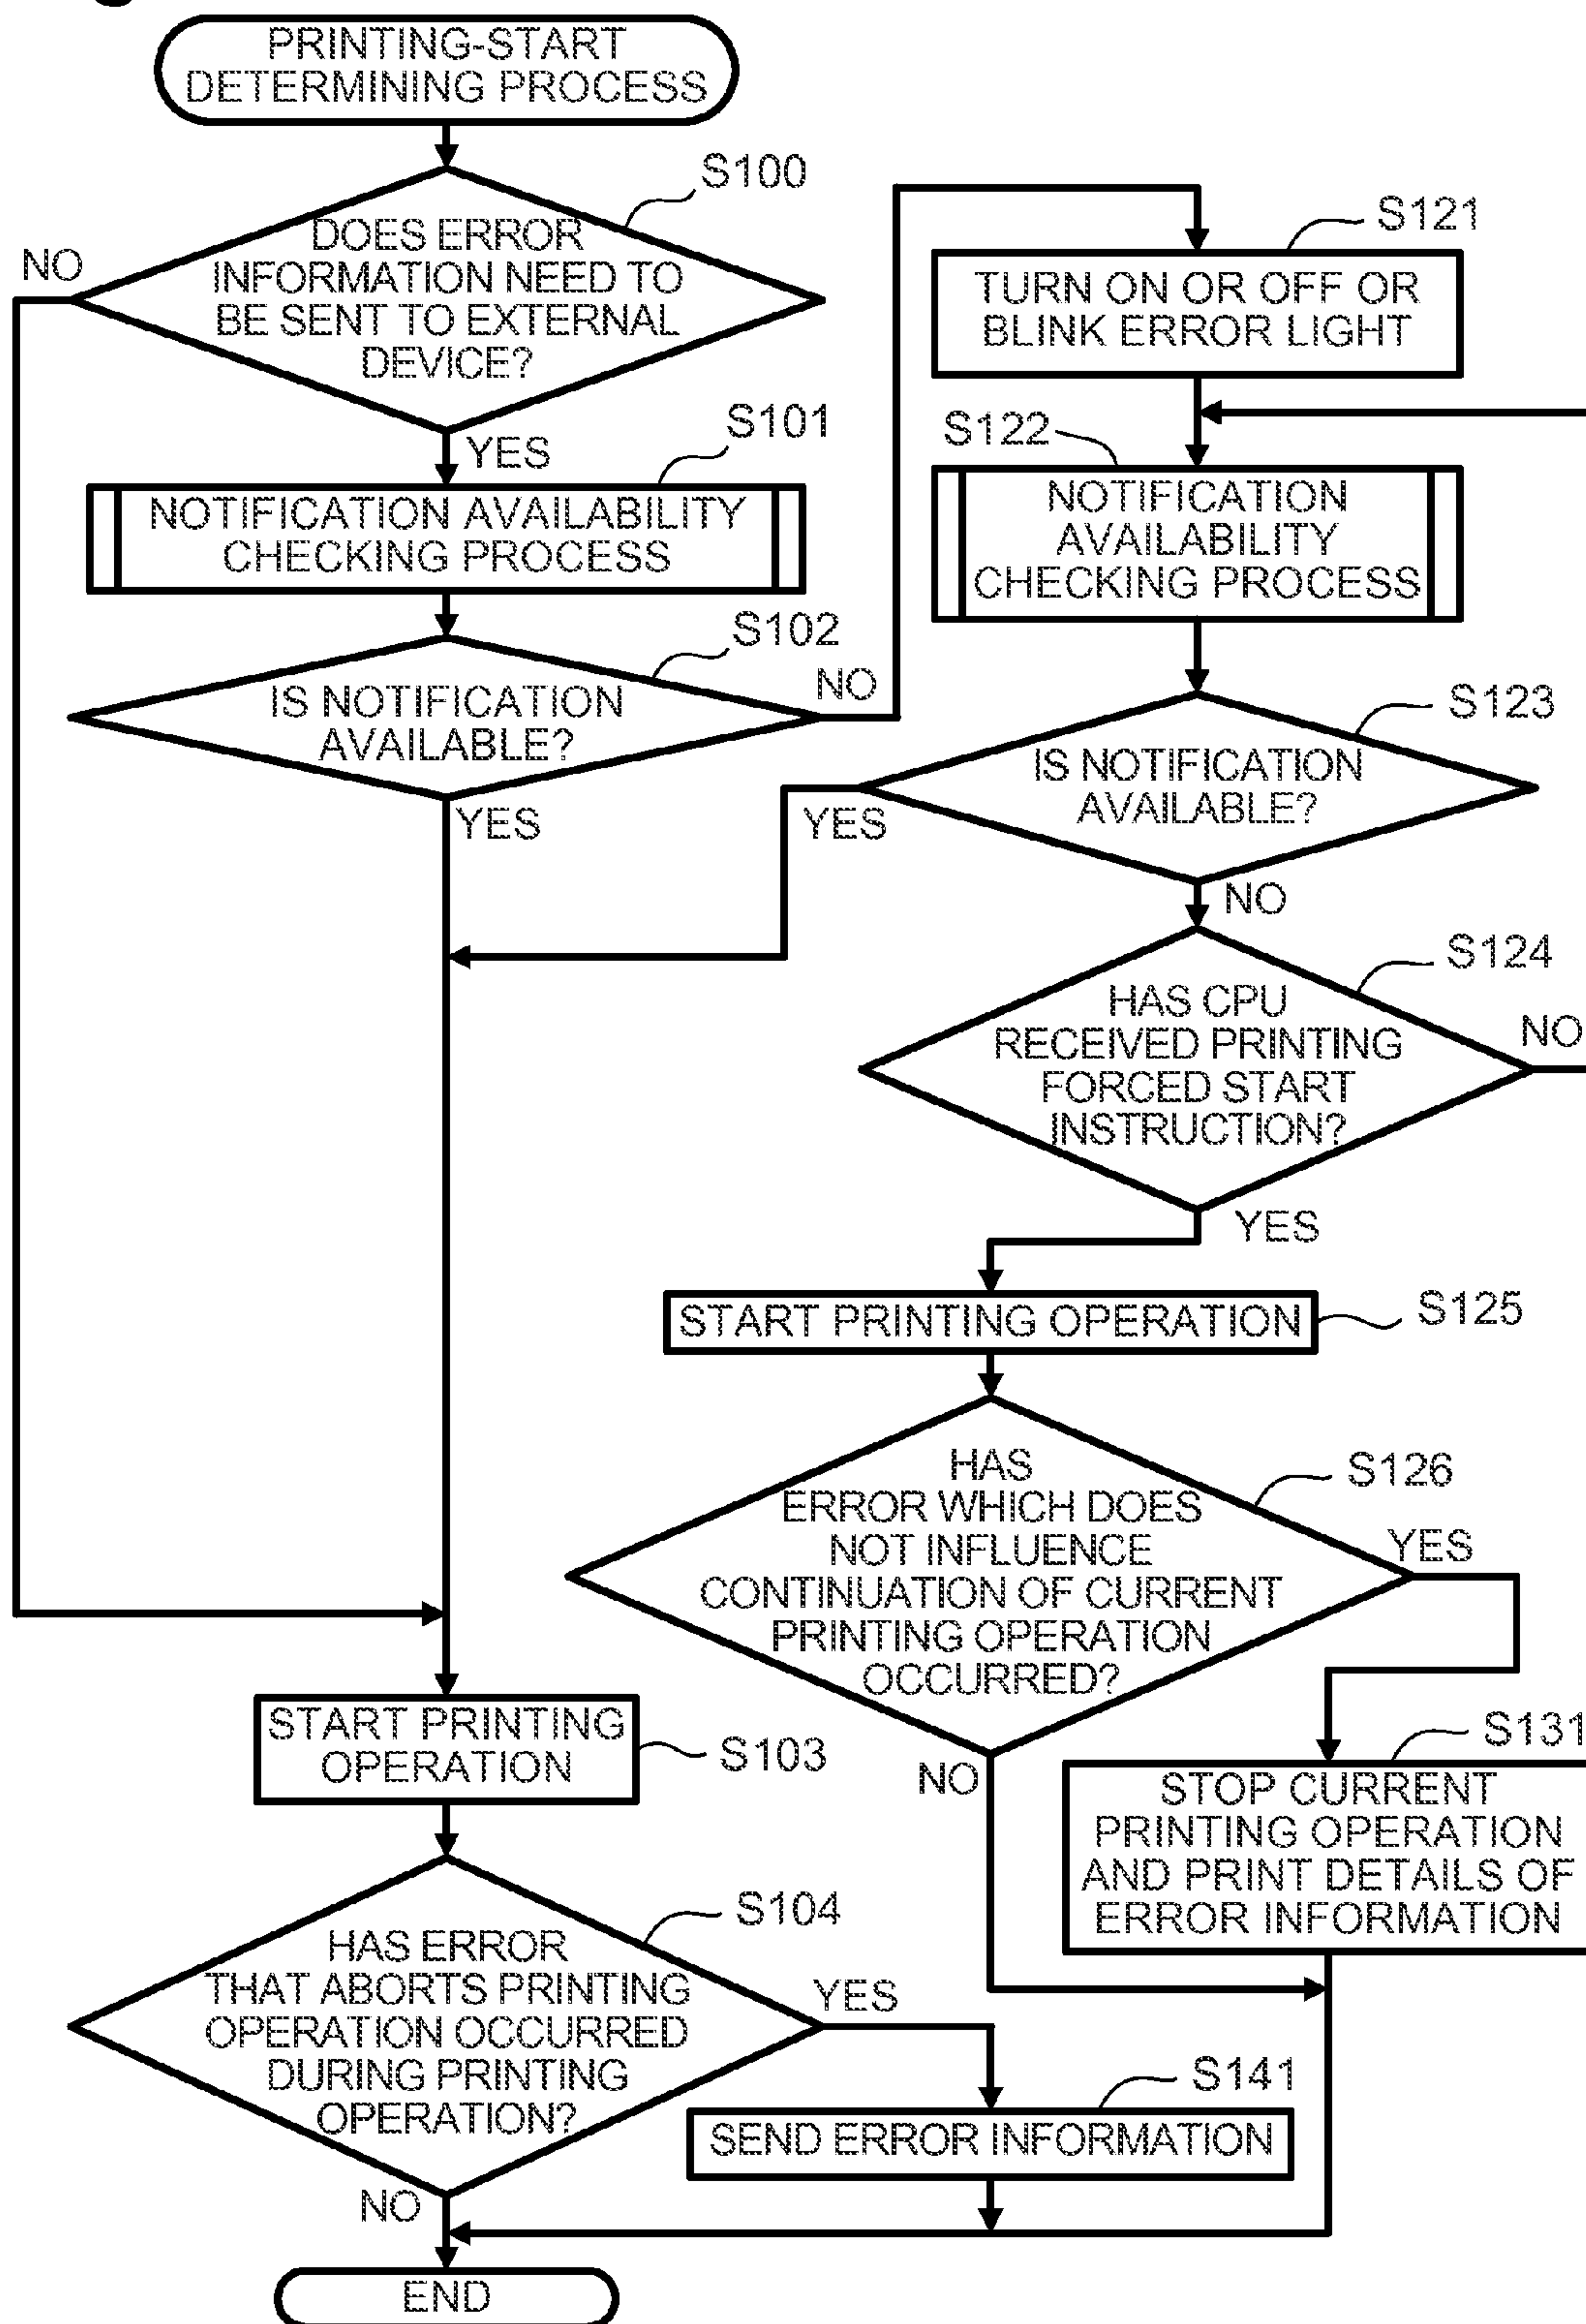 PRINTING-START
DETERMINING PROCESS
S100
DOES ERROR
INFORMATION NEED TO
BE SENT TO EXTERNAL
DEVICE?
NO
YES
S101
NOTIFICATION AVAILABILITY
CHECKING PROCESS
S102
IS NOTIFICATION
AVAILABLE?
NO
YES
S121
TURN ON OR OFF OR
BLINK ERROR LIGHT
S122
NOTIFICATION
AVAILABILITY
CHECKING PROCESS
S123
IS NOTIFICATION
AVAILABLE?
YES
NO
S124
HAS CPU
RECEIVED PRINTING
FORCED START
INSTRUCTION?
NO
YES
START PRINTING OPERATION
S125
HAS
ERROR WHICH DOES
NOT INFLUENCE
CONTINUATION OF CURRENT
PRINTING OPERATION
OCCURRED?
S126
YES
NO
S131
STOP CURRENT
PRINTING OPERATION
AND PRINT DETAILS OF
ERROR INFORMATION
START PRINTING
OPERATION
S103
S104
HAS ERROR
THAT ABORTS PRINTING
OPERATION OCCURRED
DURING PRINTING
OPERATION?
YES
NO
S141
SEND ERROR INFORMATION
END